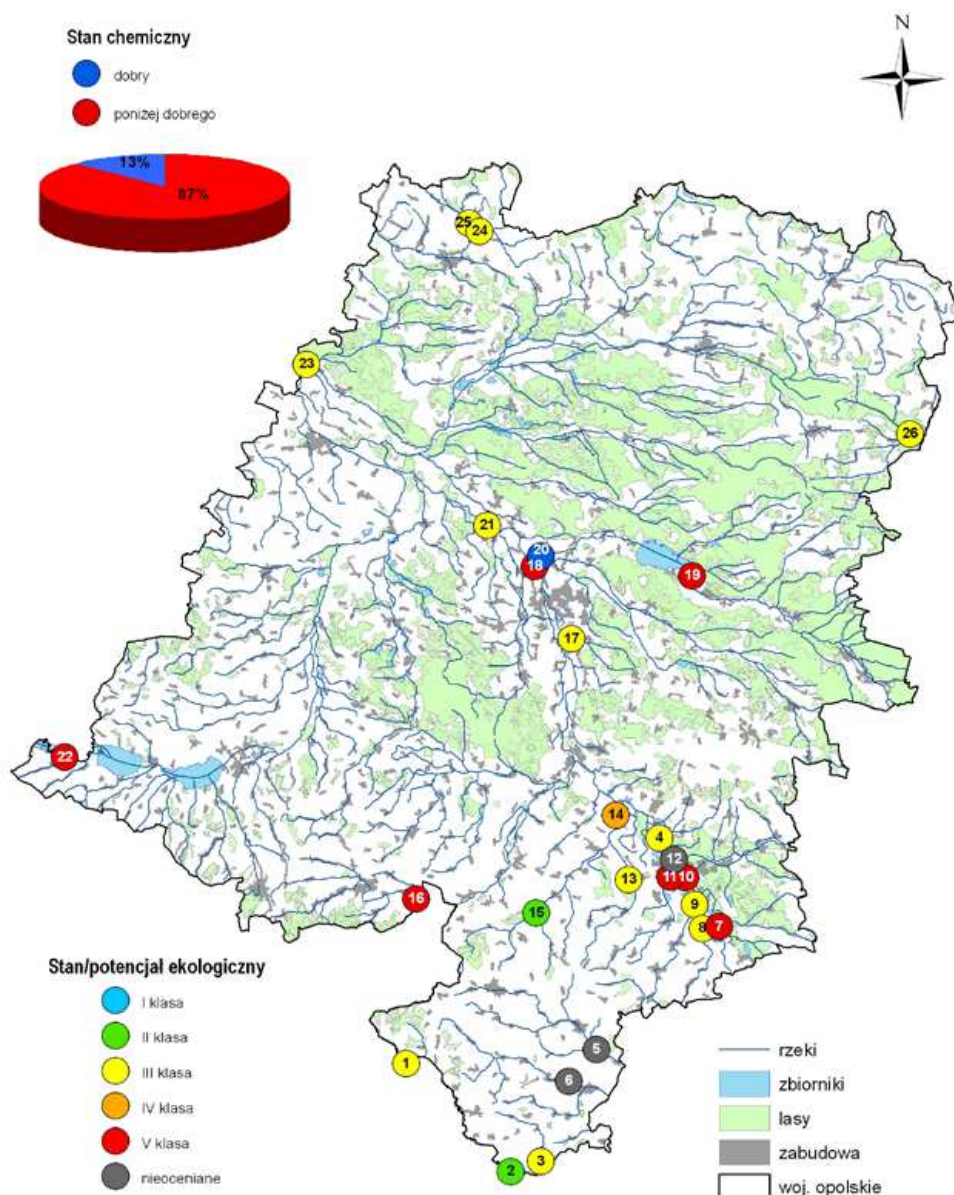 Stan chemiczny
dobry
poniżej dobrego
13%
87%
N
25 24
23
26
21
20
18
19
17
22
14
4
12
11 10
13
16
15
9
8 7
5
1
6
3
2
Stan/potencjał ekologiczny
I klasa
II klasa
III klasa
IV klasa
V klasa
nieoceniane
rzeki
zbiorniki
lasy
zabudowa
woj. opolskie